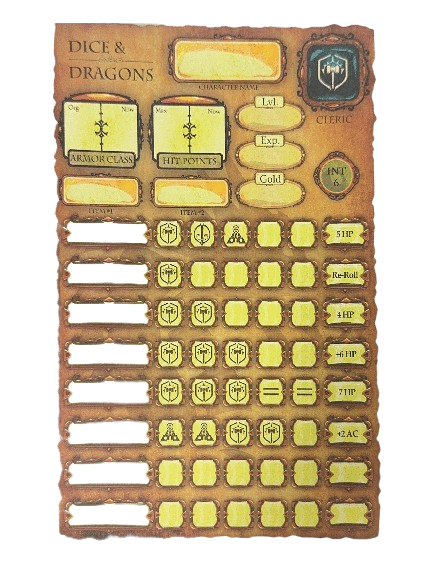 DICE &
DRAGONS
CHARACTER NAME
CLERIC
Org. Now
ARMOR CLASS
Max Now
HIT POINTS
Lvl.
Exp.
Gold
INT
6
ITEM #1
ITEM #2
5 HP
Re-Roll
4 HP
+6 HP
7 HP
+2 AC